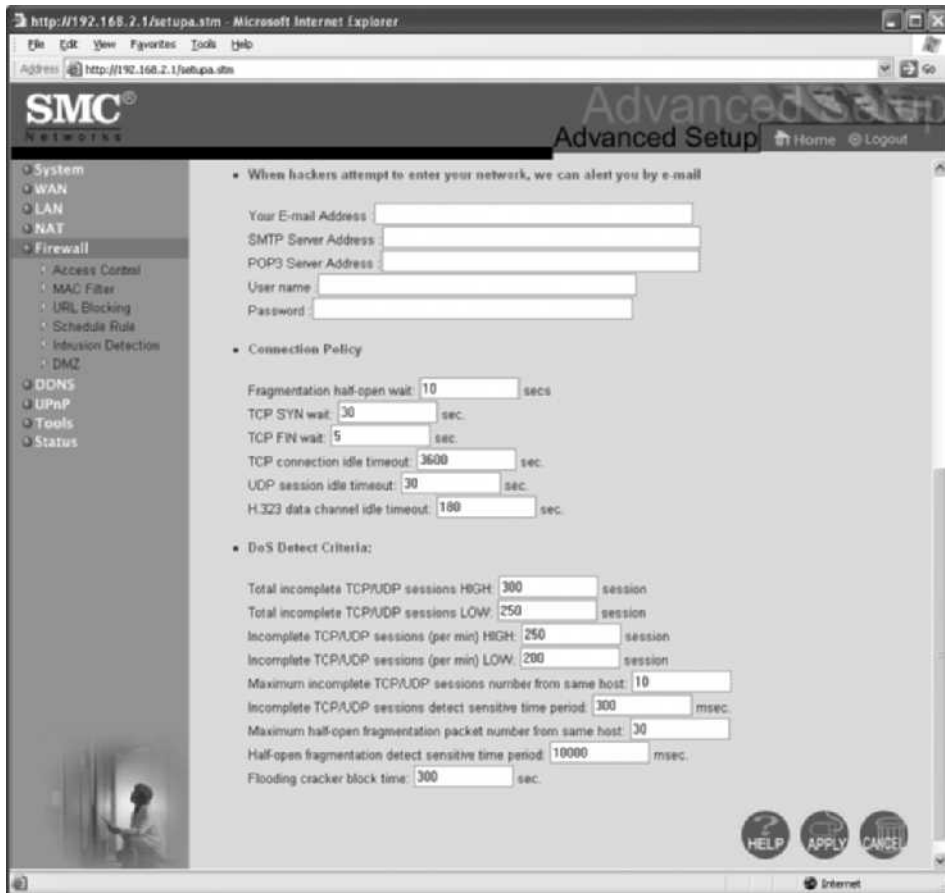 http://192.168.2.1/setupa.stm - Microsoft Internet Explorer
File Edit View Favorites Tools Help
Address http://192.168.2.1/setupa.stm Go
SMC®
Networks
Advanced Setup
Advanced Setup Home Logout
System
WAN
LAN
NAT
Firewall
Access Control
MAC Filter
URL Blocking
Schedule Rule
Intrusion Detection
DMZ
DDNS
UPnP
Tools
Status
• When hackers attempt to enter your network, we can alert you by e-mail
Your E-mail Address :
SMTP Server Address :
POP3 Server Address :
User name :
Password :
• Connection Policy
Fragmentation half-open wait: 10 secs
TCP SYN wait: 30 sec.
TCP FIN wait: 5 sec.
TCP connection idle timeout: 3600 sec.
UDP session idle timeout: 30 sec.
H.323 data channel idle timeout: 180 sec.
• DoS Detect Criteria:
Total incomplete TCP/UDP sessions HIGH: 300 session
Total incomplete TCP/UDP sessions LOW: 250 session
Incomplete TCP/UDP sessions (per min) HIGH: 250 session
Incomplete TCP/UDP sessions (per min) LOW: 200 session
Maximum incomplete TCP/UDP sessions number from same host: 10
Incomplete TCP/UDP sessions detect sensitive time period: 300 msec.
Maximum half-open fragmentation packet number from same host: 30
Half-open fragmentation detect sensitive time period: 10000 msec.
Flooding cracker block time: 300 sec.
HELP APPLY CANCEL
Internet